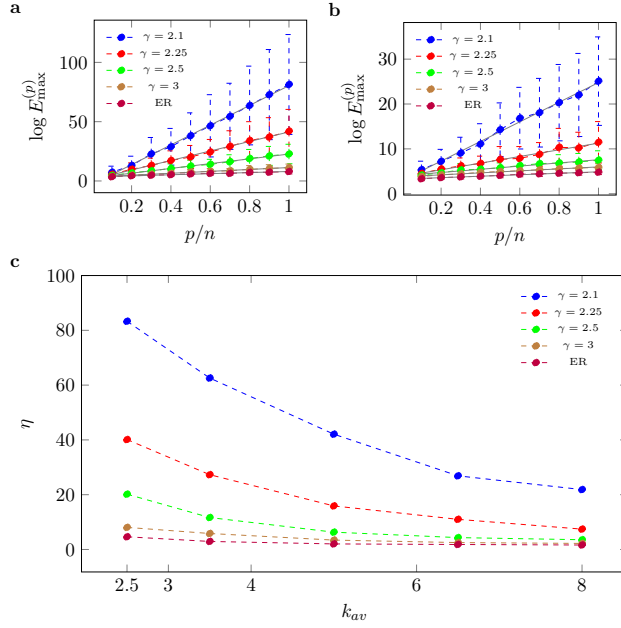 a
γ = 2.1
γ = 2.25
γ = 2.5
γ = 3
ER
100
50
0
log E_max^(p)
0.2 0.4 0.6 0.8 1
p/n
b
γ = 2.1
γ = 2.25
γ = 2.5
γ = 3
ER
30
20
10
0
log E_max^(p)
0.2 0.4 0.6 0.8 1
p/n
c
γ = 2.1
γ = 2.25
γ = 2.5
γ = 3
ER
100
80
60
40
20
0
η
2.5 3 4 6 8
k_av